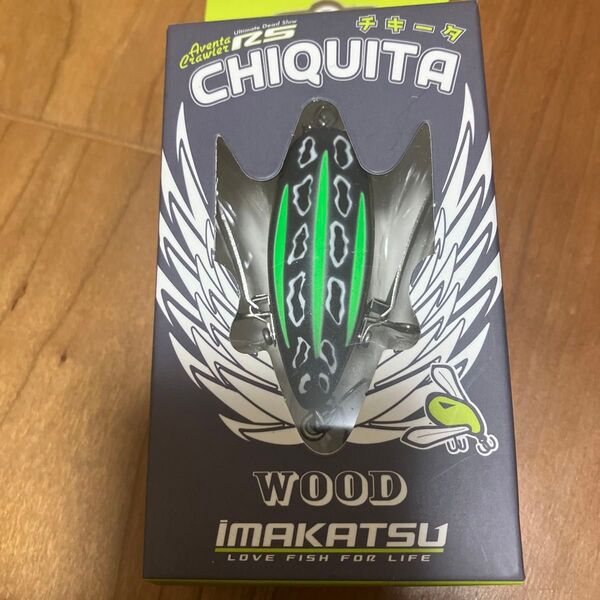 Aventa Crawler RS
Ultimate Dead Slow
チキータ
CHIQUITA
WOOD
imAKATSU
LOVE FISH FOR LIFE